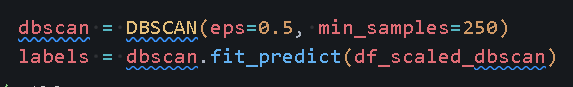 dbscan = DBSCAN(eps=0.5, min_samples=250)
labels = dbscan.fit_predict(df_scaled_dbscan)